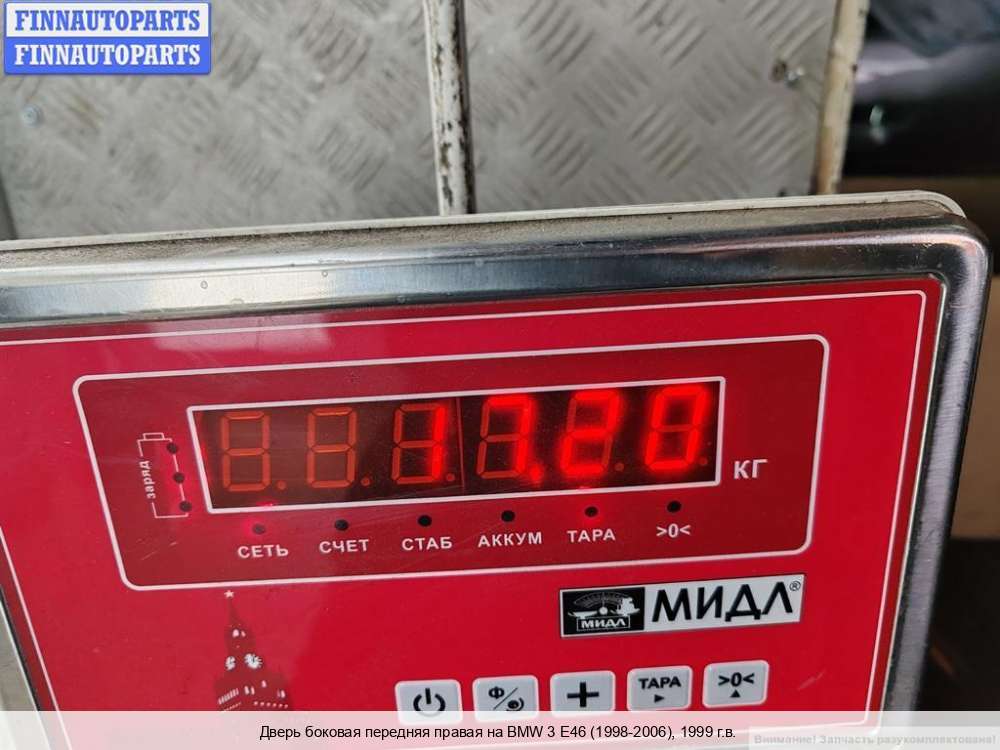 FINNAUTOPARTS
FINNAUTOPARTS
заряд
17.20
КГ
СЕТЬ СЧЕТ СТАБ АККУМ ТАРА >0<
МИДЛ МИДЛ®
Ф ТАРА >0<
Дверь боковая передняя правая на BMW 3 E46 (1998-2006), 1999 г.в.
Внимание! Запчасть разукомплектована!